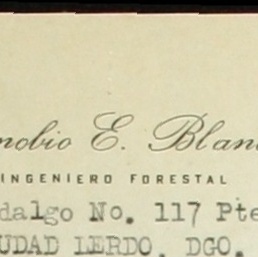 nobio E. Blan
INGENIERO FORESTAL
dalgo No. 117 Pte
UDAD LERDO, DGO.